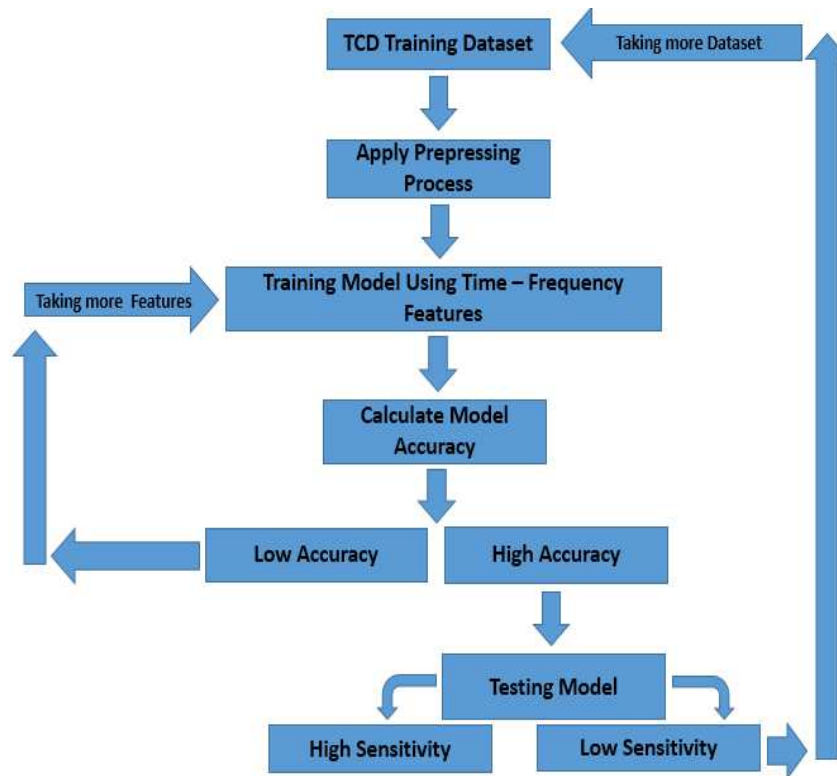 TCD Training Dataset
Taking more Dataset
Apply Prepressing
Process
Taking more Features
Training Model Using Time – Frequency
Features
Calculate Model
Accuracy
Low Accuracy
High Accuracy
Testing Model
High Sensitivity
Low Sensitivity